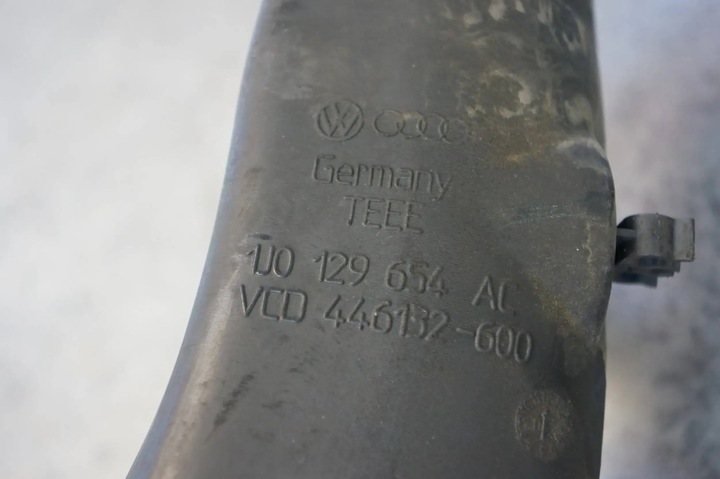 Germany
TEEE
1J0 129 654 AC
VCD 446132-600